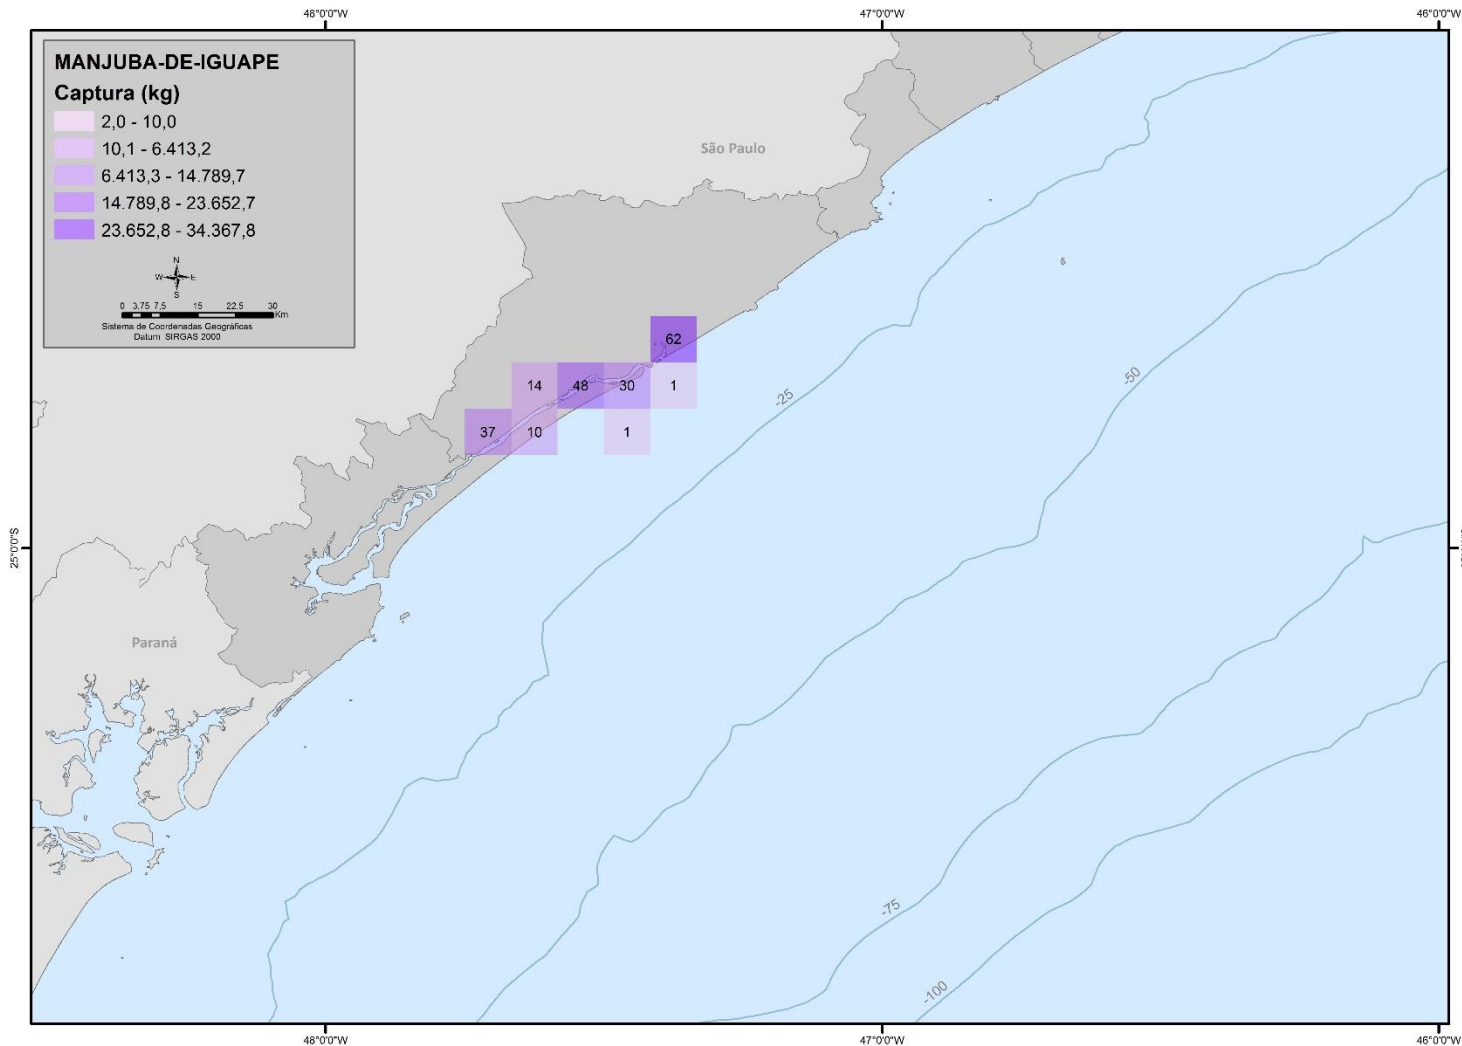 48°0'0"W 47°0'0"W 46°0'0"W
MANJUBA-DE-IGUAPE
Captura (kg)
2,0 - 10,0
10,1 - 6.413,2
6.413,3 - 14.789,7
14.789,8 - 23.652,7
23.652,8 - 34.367,8
N
W E
S
0 3,75 7,5 15 22,5 30
Km
Sistema de Coordenadas Geográficas
Datum SIRGAS 2000
São Paulo
62
14 48 30 1
37 10 1
-25
-50
25°0'0"S
Paraná
-75
-100
48°0'0"W 47°0'0"W 46°0'0"W